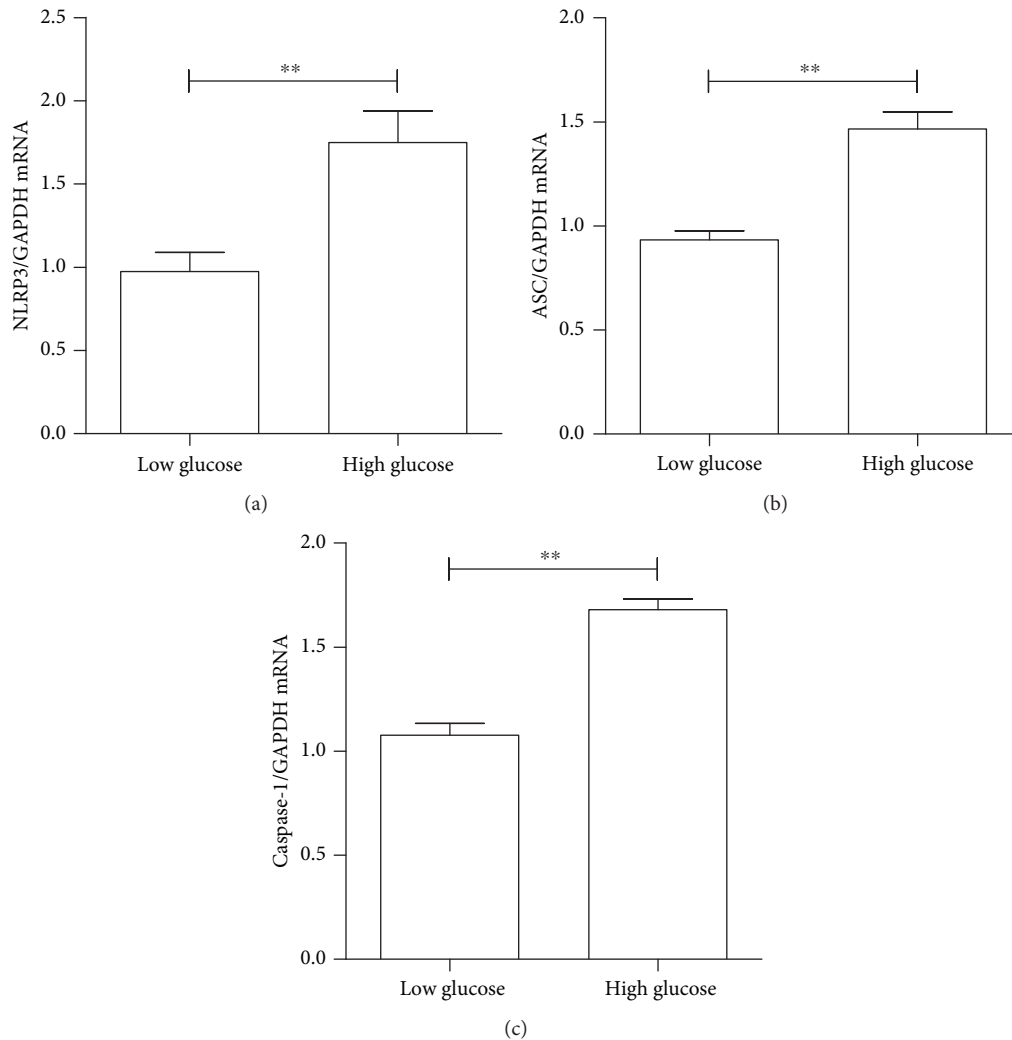 2.5
2.0
1.5
1.0
0.5
0.0
NLRP3/GAPDH mRNA
**
Low glucose
High glucose
(a)
2.0
1.5
1.0
0.5
0.0
ASC/GAPDH mRNA
**
Low glucose
High glucose
(b)
2.0
1.5
1.0
0.5
0.0
Caspase-1/GAPDH mRNA
**
Low glucose
High glucose
(c)